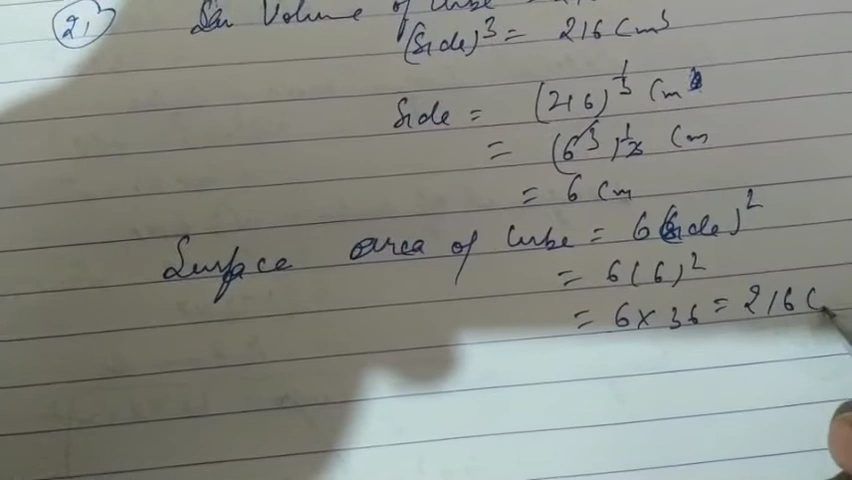 21) Volume of Cube =
(Side)³ = 216 Cm³
Side = (216)^1/3 Cm
= (6³)^1/3 Cm
= 6 Cm
Surface area of Cube = 6(Side)²
= 6(6)²
= 6 × 36 = 216 C